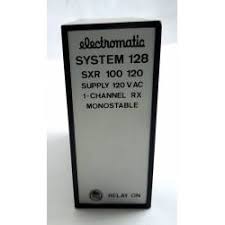 electromatic
SYSTEM 128
SXR 100 120
SUPPLY 120 V AC
1-CHANNEL RX
MONOSTABLE
RELAY ON